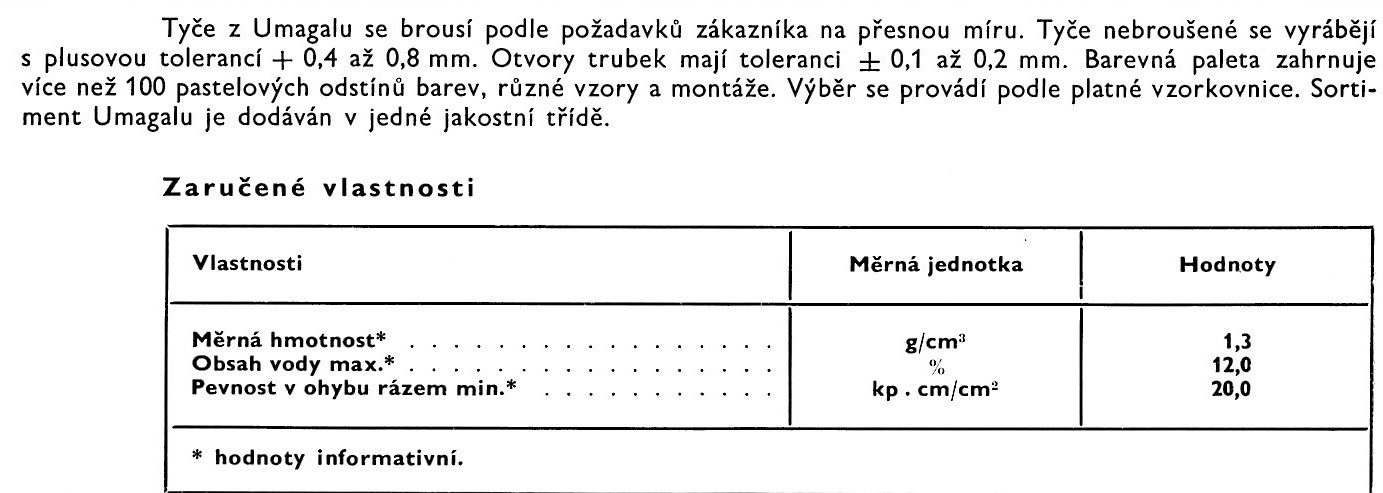 Tyče z Umagalu se brousí podle požadavků zákazníka na přesnou míru. Tyče nebroušené se vyrábějí
s plusovou tolerancí + 0,4 až 0,8 mm. Otvory trubek mají toleranci ± 0,1 až 0,2 mm. Barevná paleta zahrnuje
více než 100 pastelových odstínů barev, různé vzory a montáže. Výběr se provádí podle platné vzorkovnice. Sorti-
ment Umagalu je dodáván v jedné jakostní třídě.
Zaručené vlastnosti
Vlastnosti Měrná jednotka Hodnoty
Měrná hmotnost* . . . . . . . . . . . . . . . . . g/cm³ 1,3
Obsah vody max.* . . . . . . . . . . . . . . . . . % 12,0
Pevnost v ohybu rázem min.* . . . . . . . . . . . kp . cm/cm² 20,0
* hodnoty informativní.